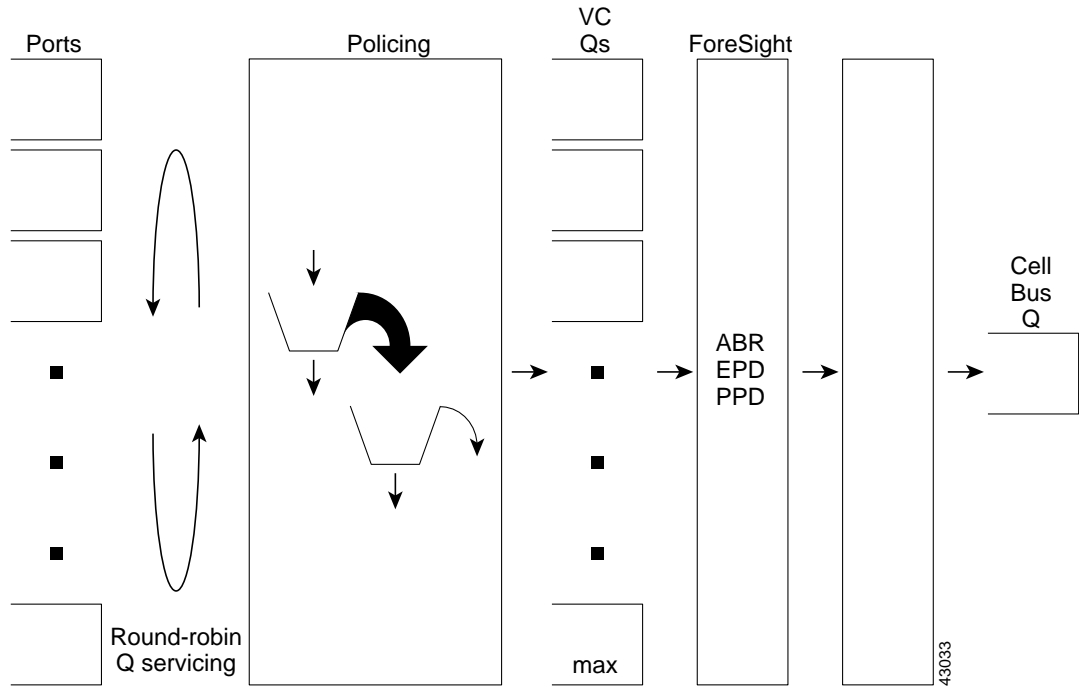 Ports
Policing
VC
Qs
ForeSight
Cell
Bus
Q
ABR
EPD
PPD
Round-robin
Q servicing
max
43033